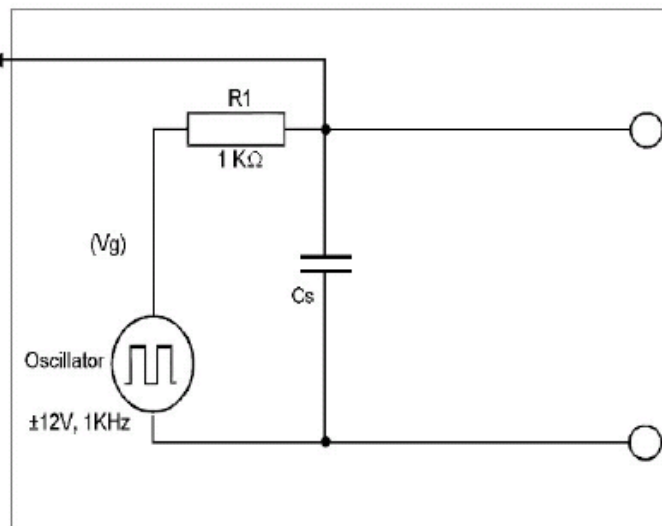 R1
1 KΩ
(Vg)
Cs
Oscillator
±12V, 1KHz